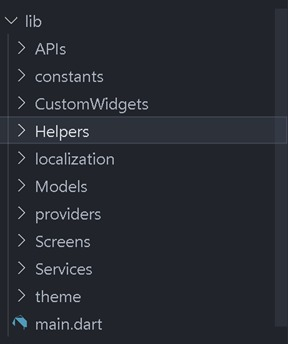 lib
APIs
constants
CustomWidgets
Helpers
localization
Models
providers
Screens
Services
theme
main.dart